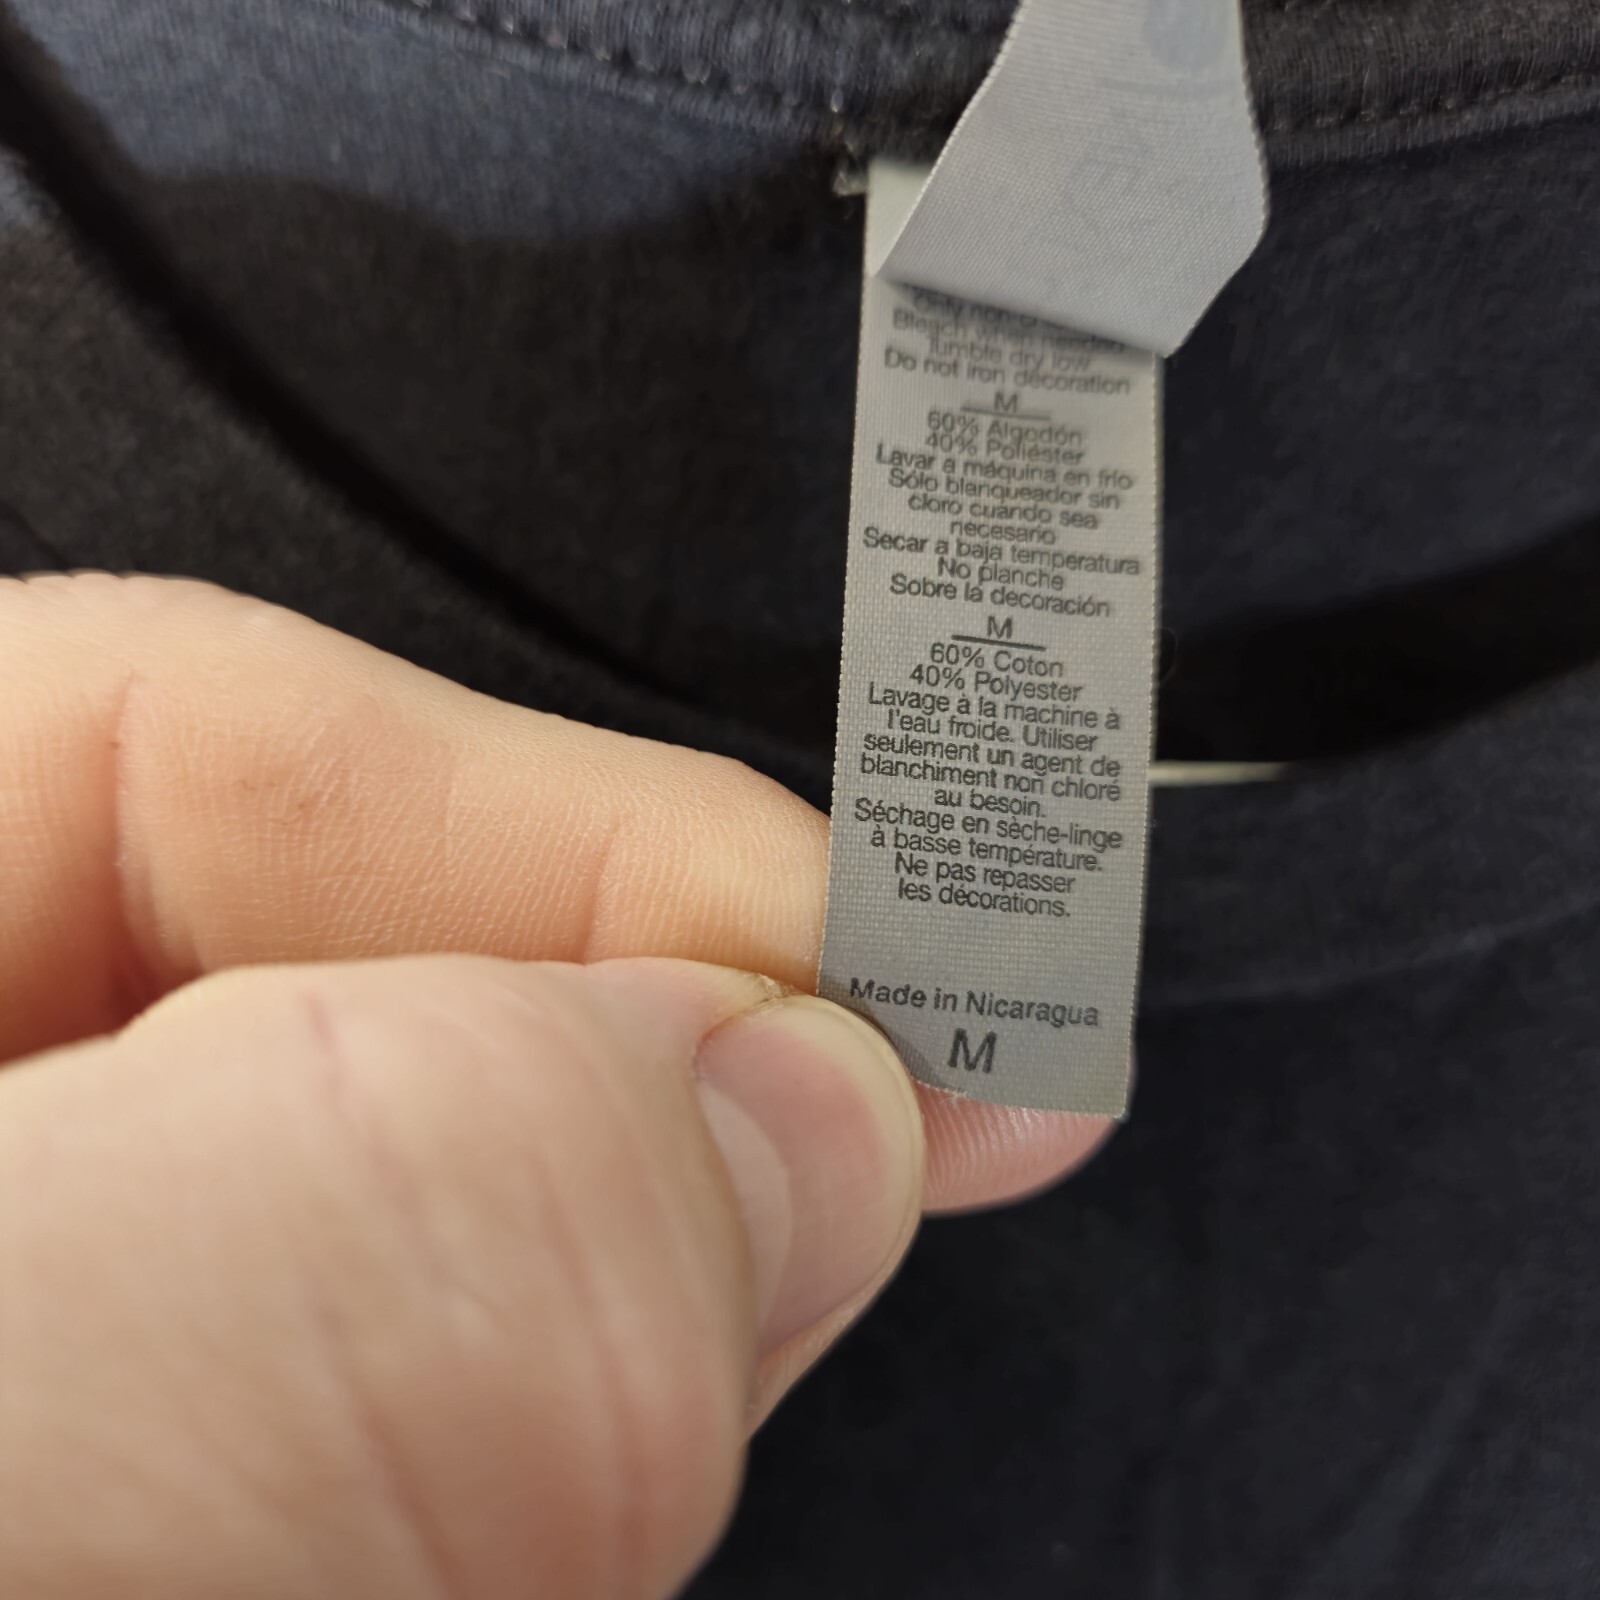 Only non-
Bleach when needed
Tumble dry low
Do not iron decoration
M
60% Algodón
40% Poliéster
Lavar a máquina en frío
Sólo blanqueador sin
cloro cuando sea
necesario
Secar a baja temperatura
No planche
Sobre la decoración
M
60% Coton
40% Polyester
Lavage à la machine à
l'eau froide. Utiliser
seulement un agent de
blanchiment non chloré
au besoin.
Séchage en sèche-linge
à basse température.
Ne pas repasser
les décorations.
Made in Nicaragua
M